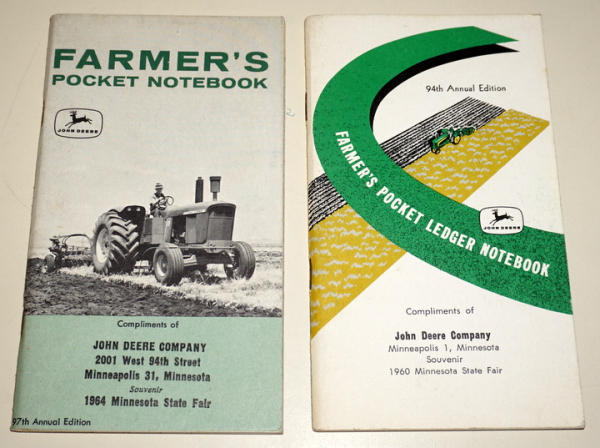 FARMER'S
POCKET NOTEBOOK
JOHN DEERE
Compliments of
JOHN DEERE COMPANY
2001 West 94th Street
Minneapolis 31, Minnesota
Souvenir
1964 Minnesota State Fair
97th Annual Edition
94th Annual Edition
FARMER'S POCKET LEDGER NOTEBOOK
JOHN DEERE
Compliments of
John Deere Company
Minneapolis 1, Minnesota
Souvenir
1960 Minnesota State Fair